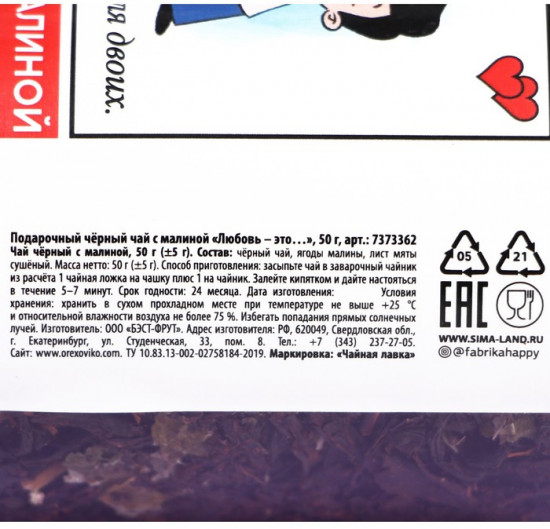 АЛИНОЙ
ля двоих.
Подарочный чёрный чай с малиной «Любовь – это...», 50 г, арт.: 7373362
Чай чёрный с малиной, 50 г (±5 г). Состав: чёрный чай, ягоды малины, лист мяты
сушёный. Масса нетто: 50 г (±5 г). Способ приготовления: засыпьте чай в заварочный чайник
из расчёта 1 чайная ложка на чашку плюс 1 на чайник. Залейте кипятком и дайте настояться
в течение 5–7 минут. Срок годности: 24 месяца. Дата изготовления: Условия
хранения: хранить в сухом прохладном месте при температуре не выше +25 °С
и относительной влажности воздуха не более 75 %. Избегать попадания прямых солнечных
лучей. Изготовитель: ООО «БЭСТ-ФРУТ». Адрес изготовителя: РФ, 620049, Свердловская обл.,
г. Екатеринбург, ул. Студенческая, 33, пом. 8. Тел.: +7 (343) 237-27-05.
Сайт: www.orexoviko.com ТУ 10.83.13-002-02758184-2019. Маркировка: «Чайная лавка»
05
21
EAC
WWW.SIMA-LAND.RU
@fabrikahappy